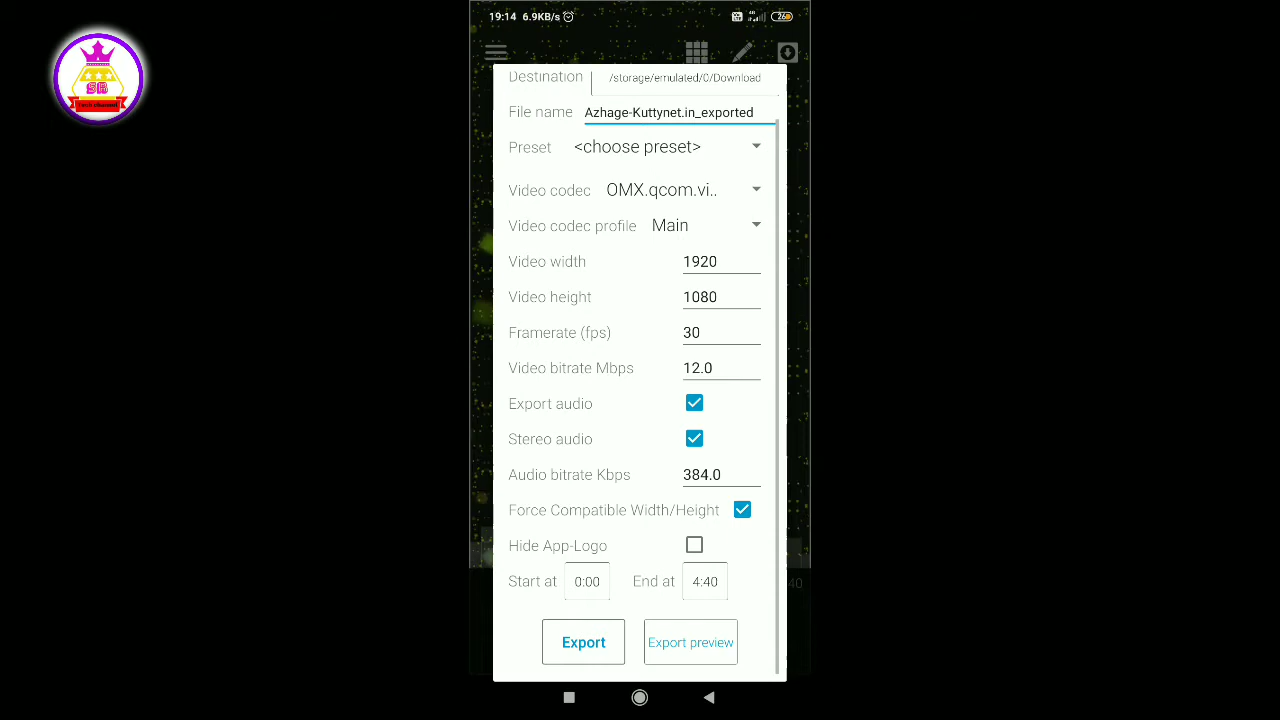 19:14 6.9KB/s
26
Destination /storage/emulated/0/Download
File name Azhage-Kuttynet.in_exported
Preset <choose preset>
Video codec OMX.qcom.vi..
Video codec profile Main
Video width 1920
Video height 1080
Framerate (fps) 30
Video bitrate Mbps 12.0
Export audio
Stereo audio
Audio bitrate Kbps 384.0
Force Compatible Width/Height
Hide App-Logo
Start at 0:00 End at 4:40
40
Export Export preview
SB